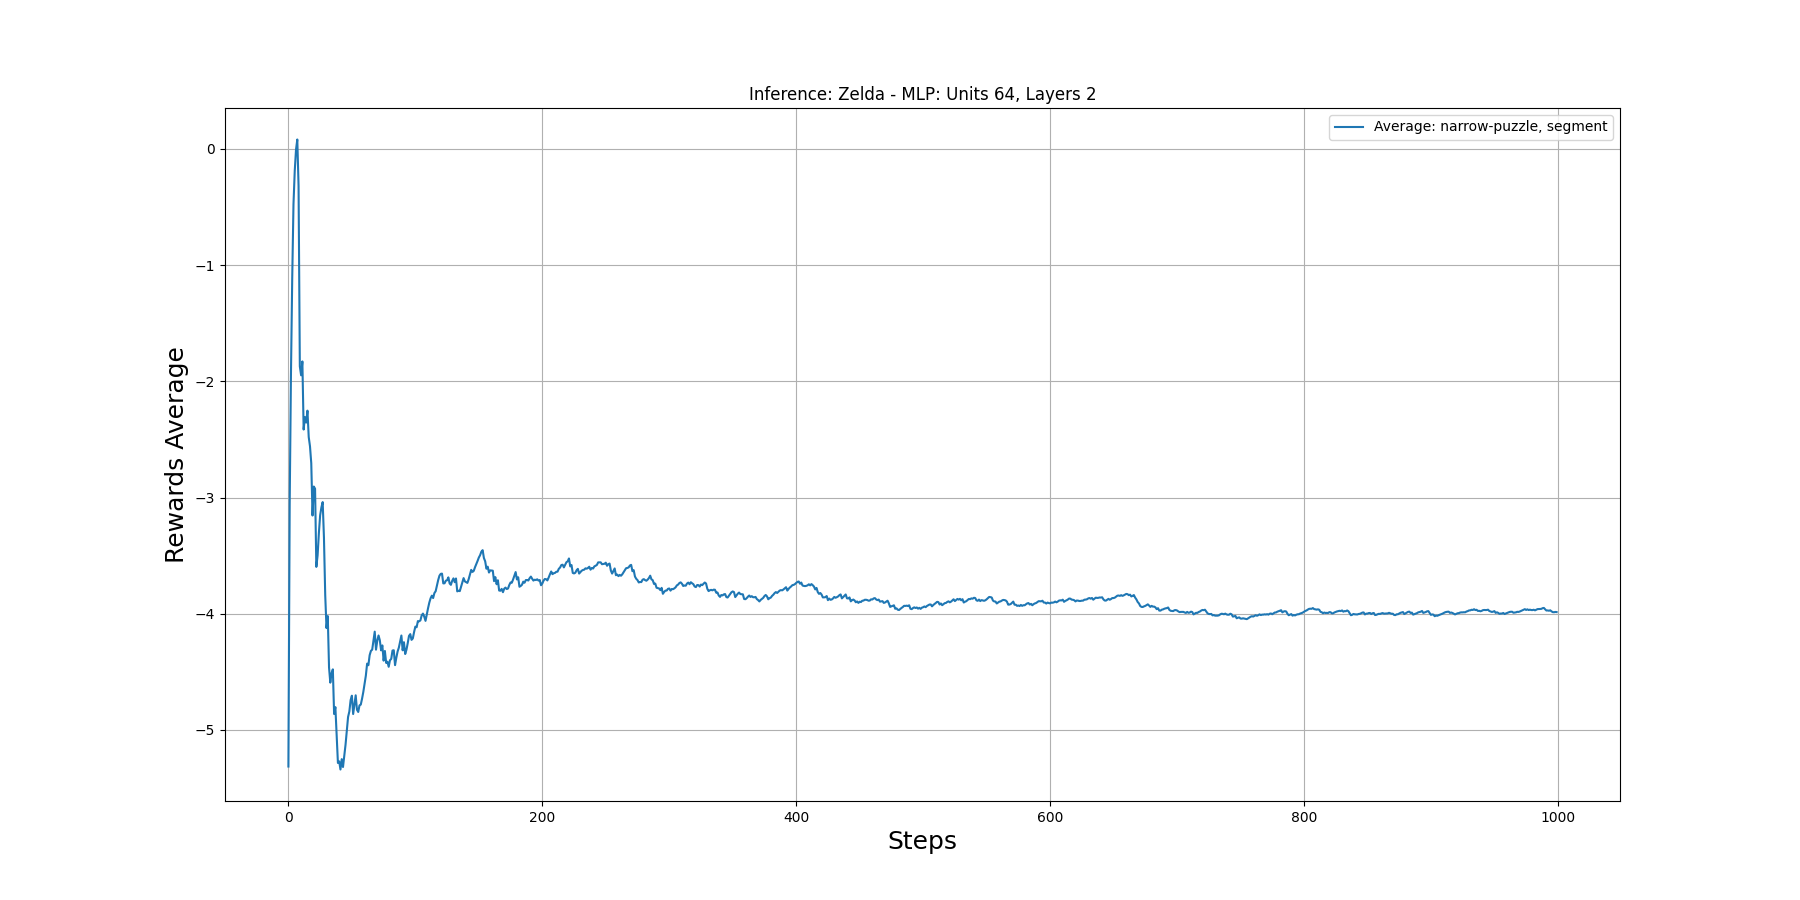 Inference: Zelda - MLP: Units 64, Layers 2
Average: narrow-puzzle, segment
0
−1
−2
−3
−4
−5
Rewards Average
0 200 400 600 800 1000
Steps